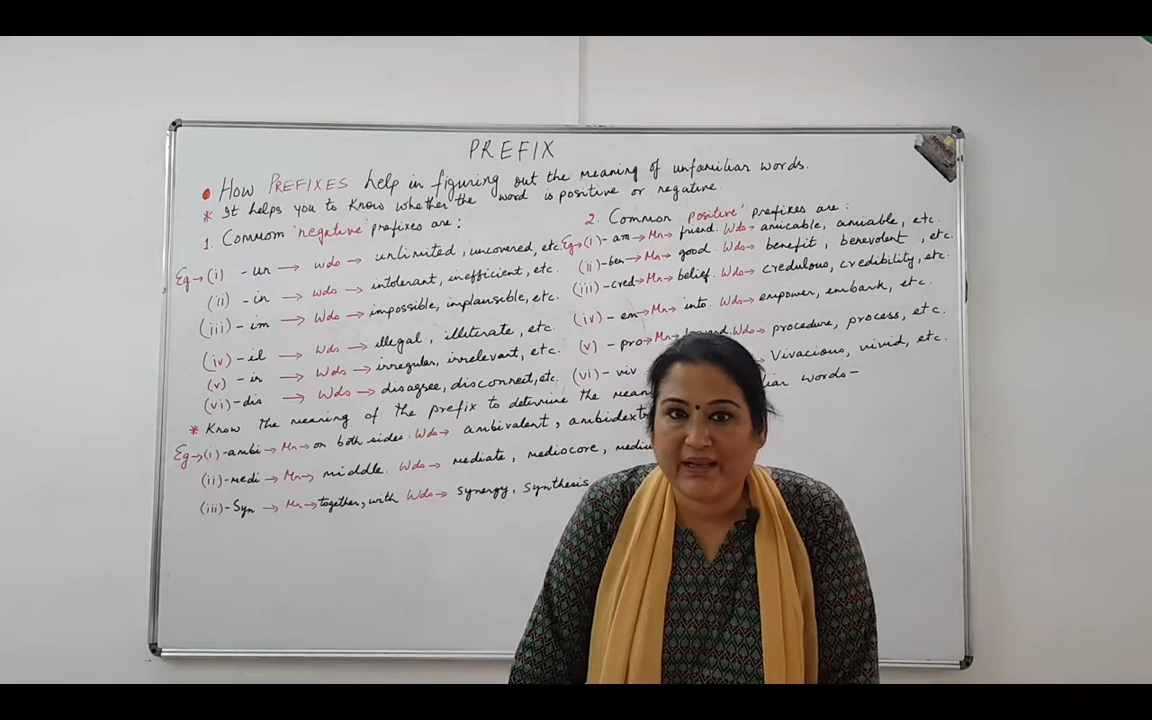 PREFIX
• How PREFIXES help in figuring out the meaning of unfamiliar words.
* It helps you to know whether the word is positive or negative.
1. Common 'negative' prefixes are:
Eg→(i) -un → Wds → unlimited, uncovered, etc.
(ii) -in → Wds → intolerant, inefficient, etc.
(iii) -im → Wds → impossible, implausible, etc.
(iv) -il → Wds → illegal, illiterate, etc.
(v) -ir → Wds → irregular, irrelevant, etc.
(vi) -dis → Wds → disagree, disconnect, etc.
2. Common 'positive' prefixes are:
Eg→(i) -am → Mn → friend. Wds → amicable, amiable, etc.
(ii) -ben → Mn → good. Wds → benefit, benevolent, etc.
(iii) -cred → Mn → belief. Wds → credulous, credibility, etc.
(iv) -em → Mn → into. Wds → empower, embark, etc.
(v) -pro → Mn → Wds → procedure, process, etc.
(vi) -viv → Vivacious, vivid, etc.
* Know the meaning of the prefix to determine the words-
Eg→(i) -ambi → Mn → on both sides. Wds → ambivalent,
(ii) -medi → Mn → middle. Wds → mediate, mediocore,
(iii) -Syn → Mn → together, with Wds → Synergy, Synthesis